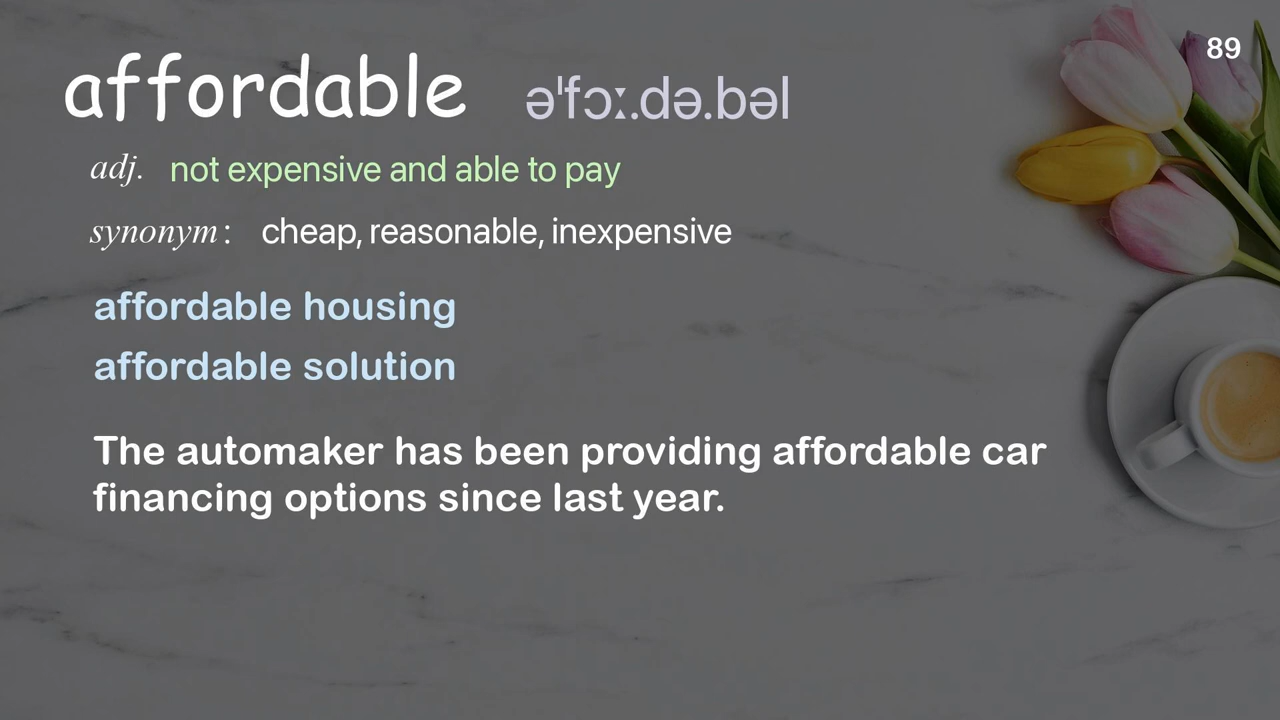 89
affordable əˈfɔː.də.bəl
adj. not expensive and able to pay
synonym: cheap, reasonable, inexpensive
affordable housing
affordable solution
The automaker has been providing affordable car
financing options since last year.